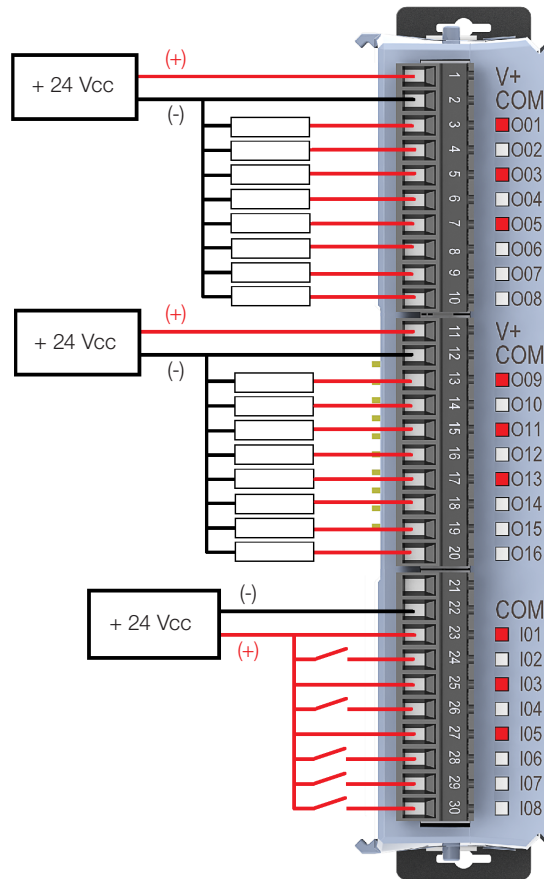 + 24 Vcc
(+)
(-)
1 V+
2 COM
3 O01
4 O02
5 O03
6 O04
7 O05
8 O06
9 O07
10 O08
+ 24 Vcc
(+)
(-)
11 V+
12 COM
13 O09
14 O10
15 O11
16 O12
17 O13
18 O14
19 O15
20 O16
+ 24 Vcc
(-)
(+)
21
22 COM
23 I01
24 I02
25 I03
26 I04
27 I05
28 I06
29 I07
30 I08